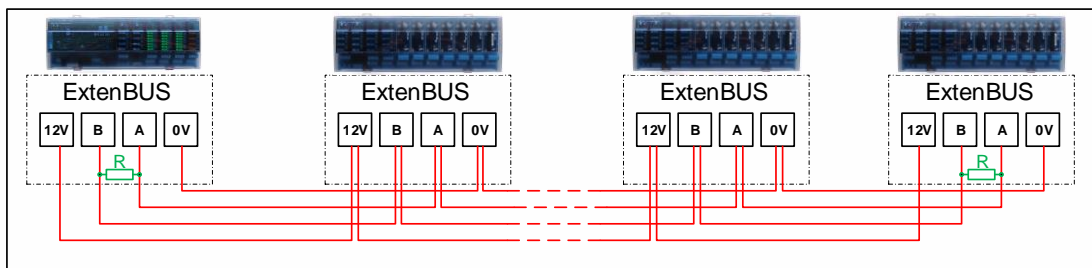 ExtenBUS ExtenBUS ExtenBUS ExtenBUS
12V B A 0V 12V B A 0V 12V B A 0V 12V B A 0V
R R